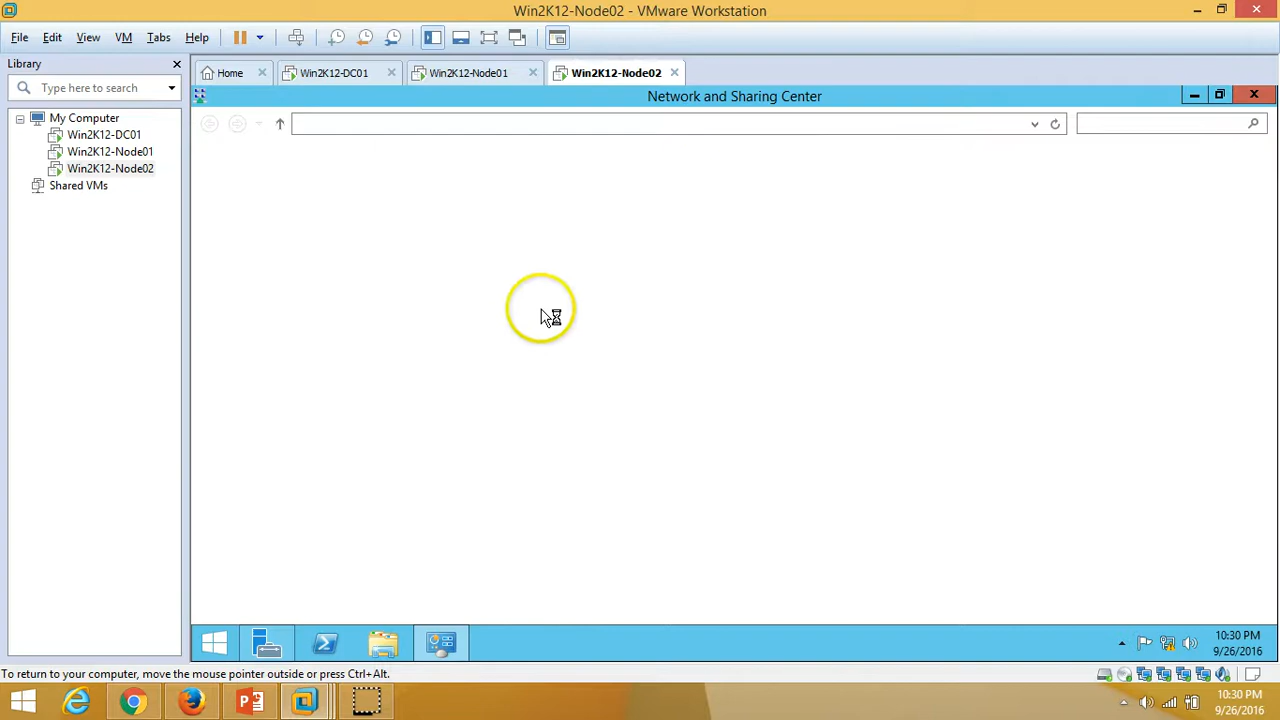 Win2K12-Node02 - VMware Workstation
File Edit View VM Tabs Help
Library
Home Win2K12-DC01 Win2K12-Node01 Win2K12-Node02
Type here to search
Network and Sharing Center
My Computer
Win2K12-DC01
Win2K12-Node01
Win2K12-Node02
Shared VMs
10:30 PM
9/26/2016
To return to your computer, move the mouse pointer outside or press Ctrl+Alt.
10:30 PM
9/26/2016